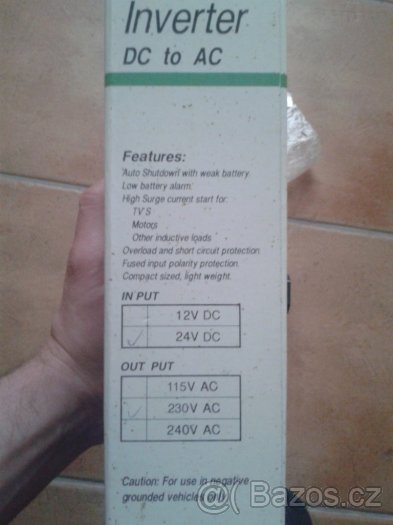 Inverter
DC to AC
Features:
Auto Shutdown with weak battery.
Low battery alarm:
High Surge current start for:
TV'S
Motors
Other inductive loads
Overload and short circuit protection.
Fused input polarity protection.
Compact sized, light weight.
IN PUT
12V DC
✓ 24V DC
OUT PUT
115V AC
✓ 230V AC
240V AC
Caution: For use in negative
grounded vehicles only.
Bazos.cz